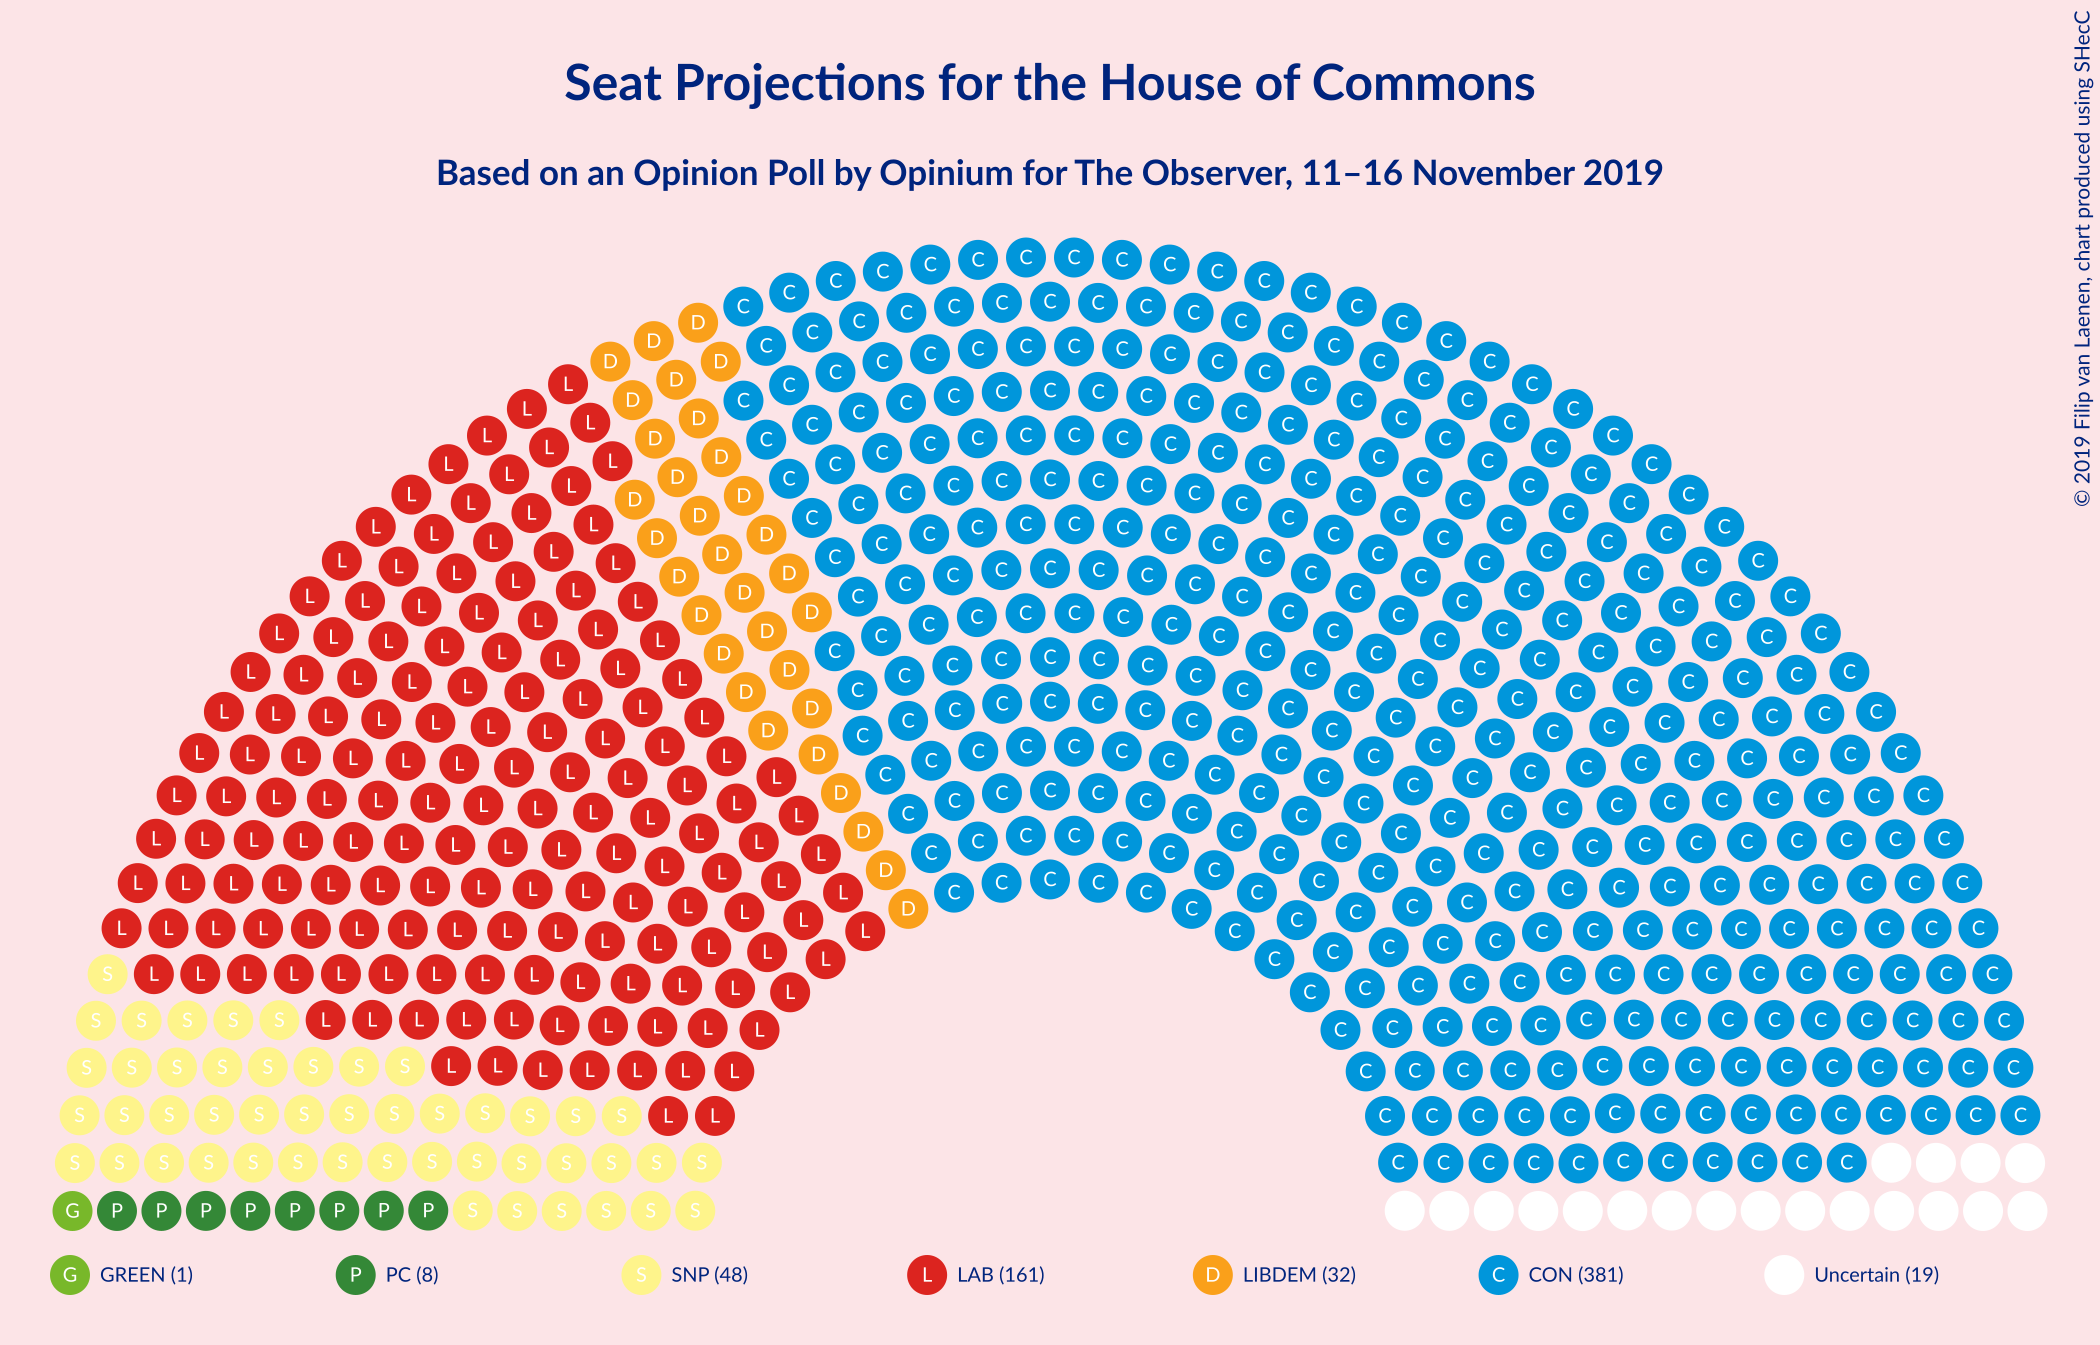 Seat Projections for the House of Commons
Based on an Opinion Poll by Opinium for The Observer, 11–16 November 2019
© 2019 Filip van Laenen, chart produced using SHecC
G GREEN (1) P PC (8) S SNP (48) L LAB (161) D LIBDEM (32) C CON (381) Uncertain (19)